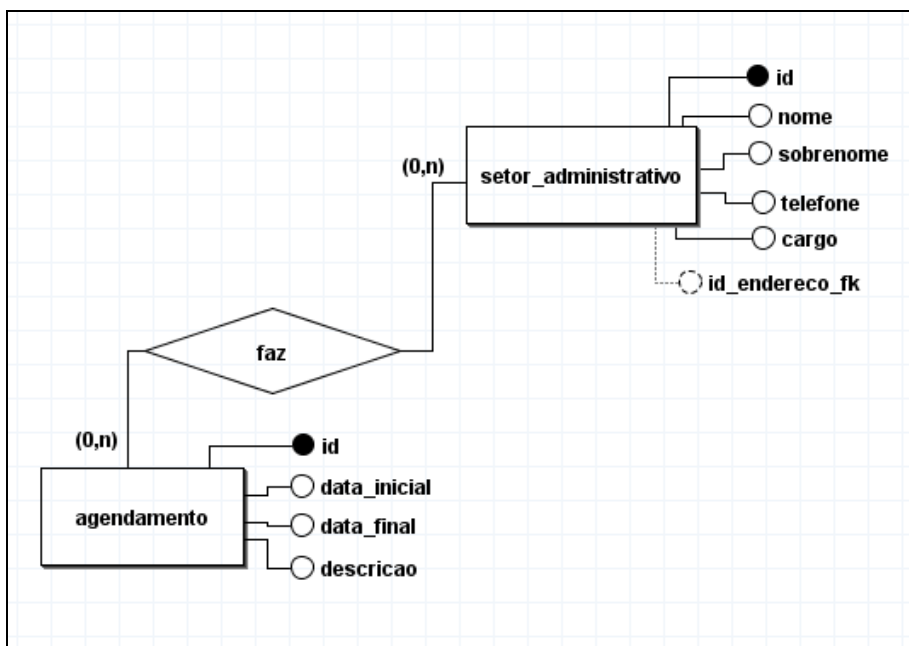 id
nome
(0,n)
sobrenome
setor_administrativo
telefone
cargo
id_endereco_fk
faz
(0,n)
id
data_inicial
agendamento
data_final
descricao